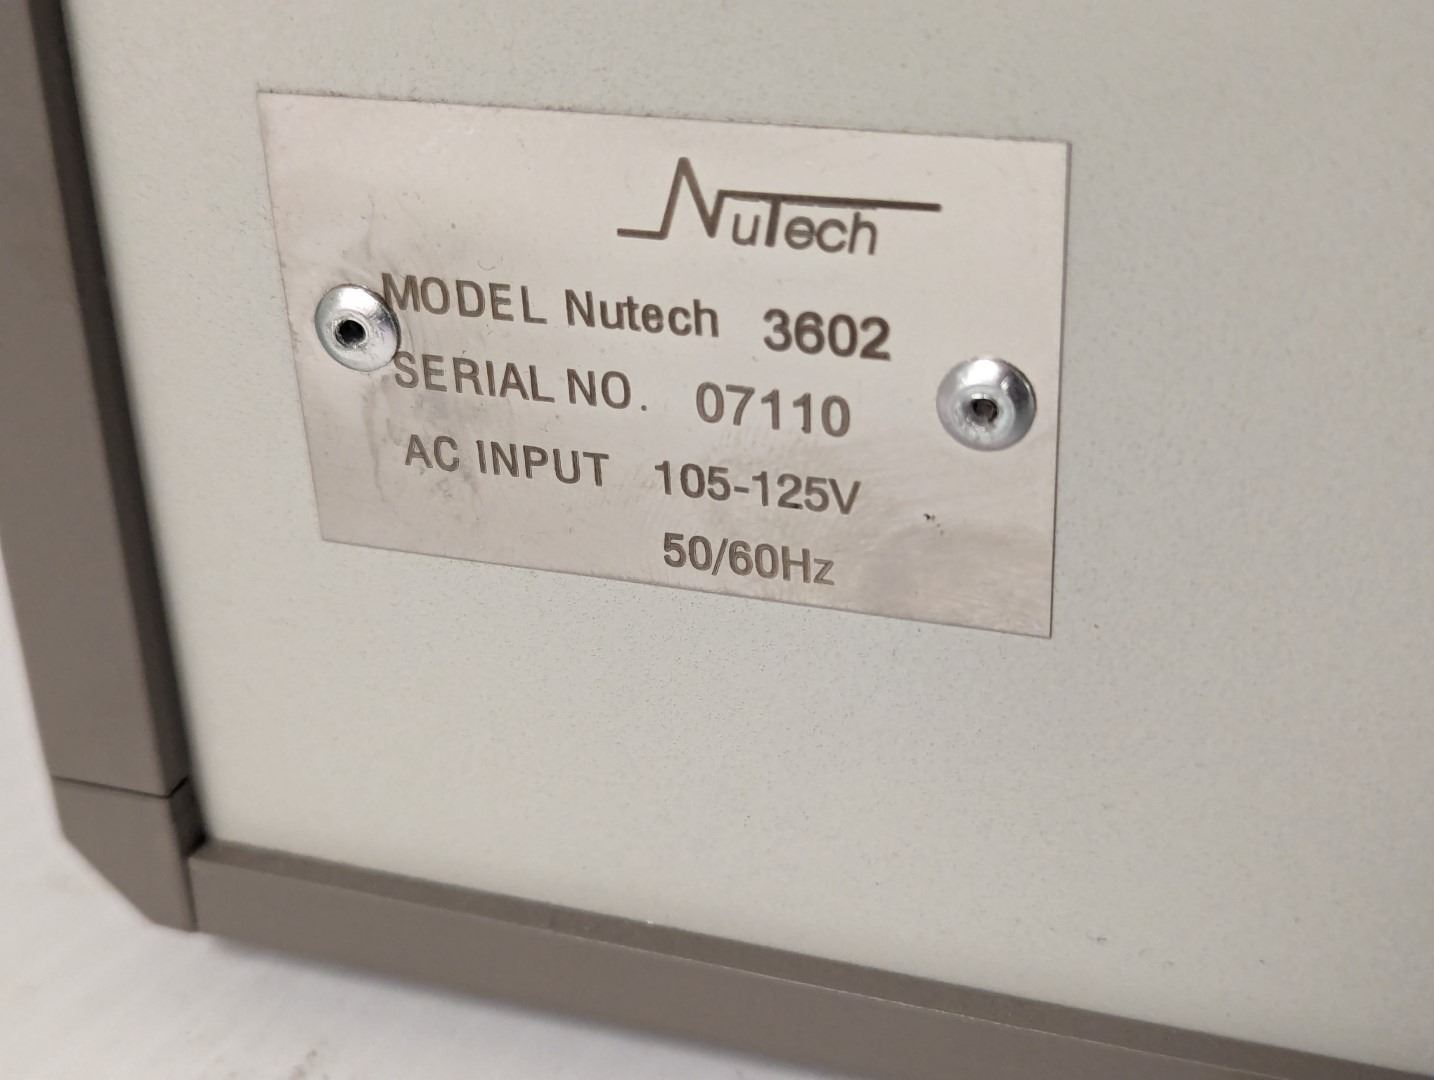 NuTech
MODEL Nutech 3602
SERIAL NO. 07110
AC INPUT 105-125V
50/60Hz